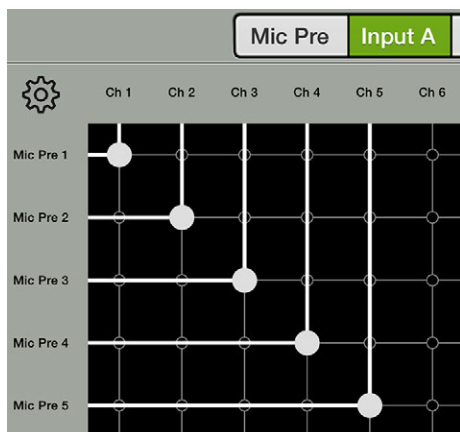 Mic Pre Input A
Ch 1 Ch 2 Ch 3 Ch 4 Ch 5 Ch 6
Mic Pre 1
Mic Pre 2
Mic Pre 3
Mic Pre 4
Mic Pre 5